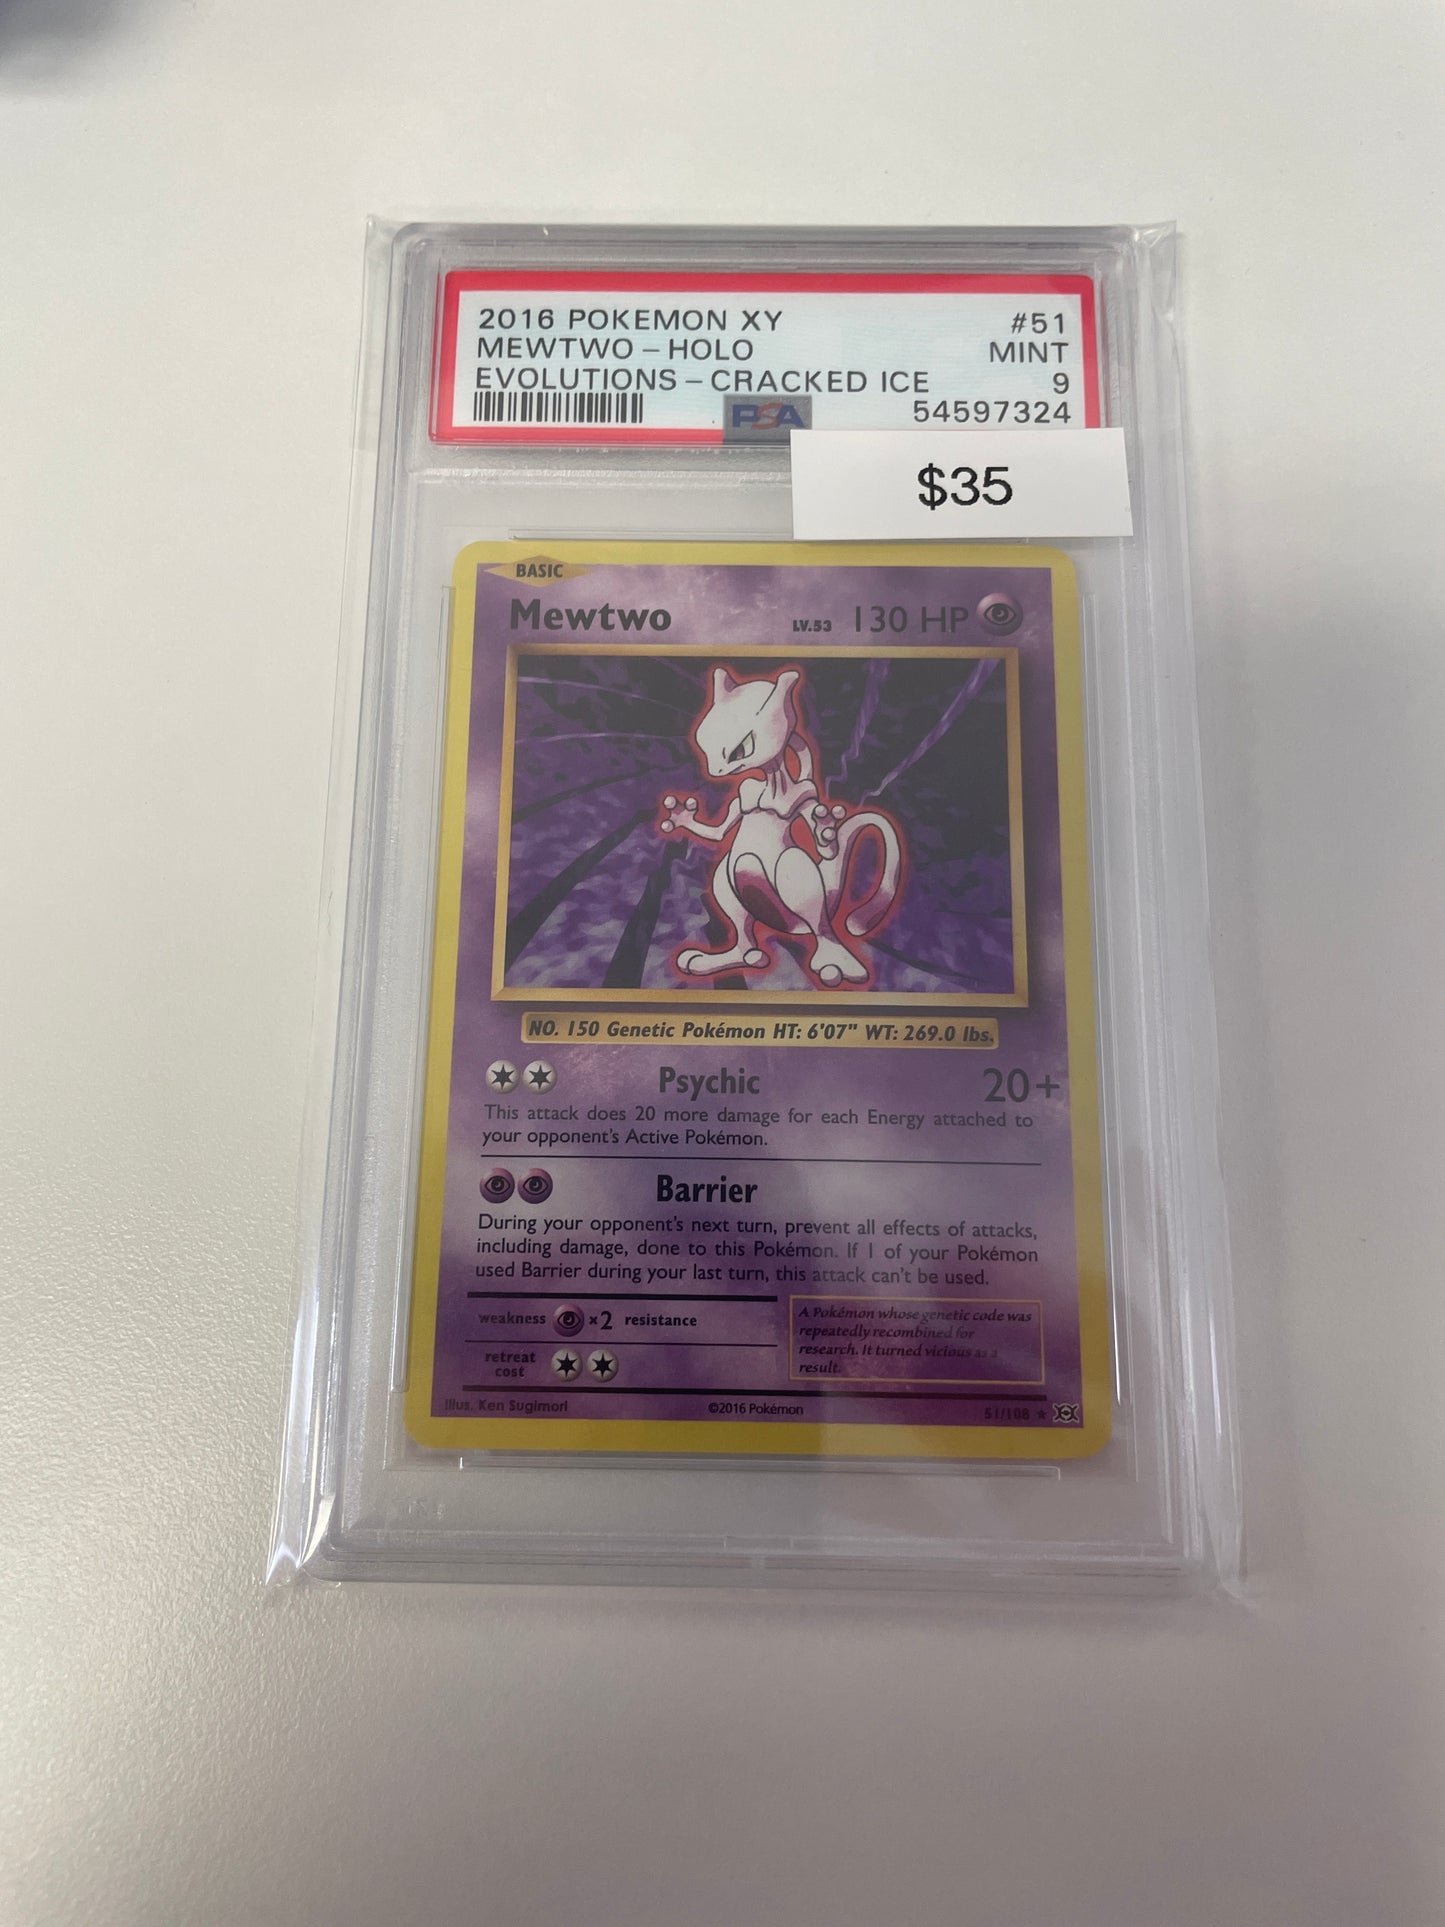 2016 POKEMON XY #51
MEWTWO – HOLO MINT
EVOLUTIONS – CRACKED ICE 9
PSA 54597324
$35
BASIC
Mewtwo LV.53 130 HP
NO. 150 Genetic Pokémon HT: 6'07" WT: 269.0 lbs.
Psychic 20+
This attack does 20 more damage for each Energy attached to
your opponent's Active Pokémon.
Barrier
During your opponent's next turn, prevent all effects of attacks,
including damage, done to this Pokémon. If 1 of your Pokémon
used Barrier during your last turn, this attack can't be used.
weakness ×2 resistance
retreat
cost
A Pokémon whose genetic code was
repeatedly recombined for
research. It turned vicious as a
result.
Illus. Ken Sugimori ©2016 Pokémon 51/108